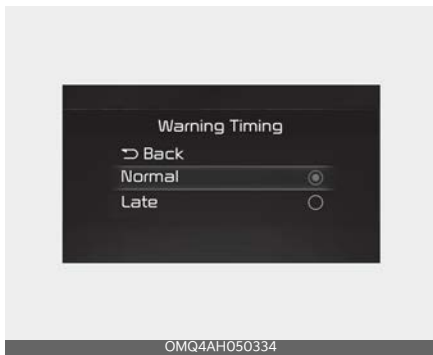 Warning Timing
Back
Normal
Late
OMQ4AH050334